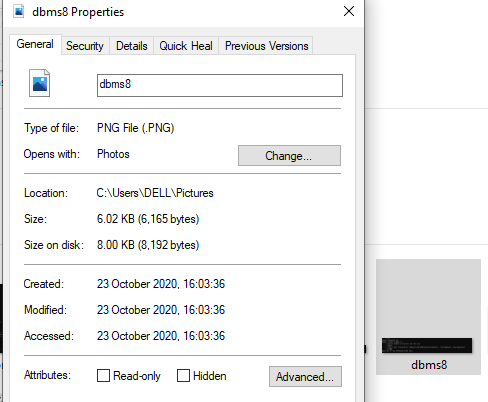 dbms8 Properties
General Security Details Quick Heal Previous Versions
dbms8
Type of file: PNG File (.PNG)
Opens with: Photos Change...
Location: C:\Users\DELL\Pictures
Size: 6.02 KB (6,165 bytes)
Size on disk: 8.00 KB (8,192 bytes)
Created: 23 October 2020, 16:03:36
Modified: 23 October 2020, 16:03:36
Accessed: 23 October 2020, 16:03:36
Attributes: Read-only Hidden Advanced...
dbms8